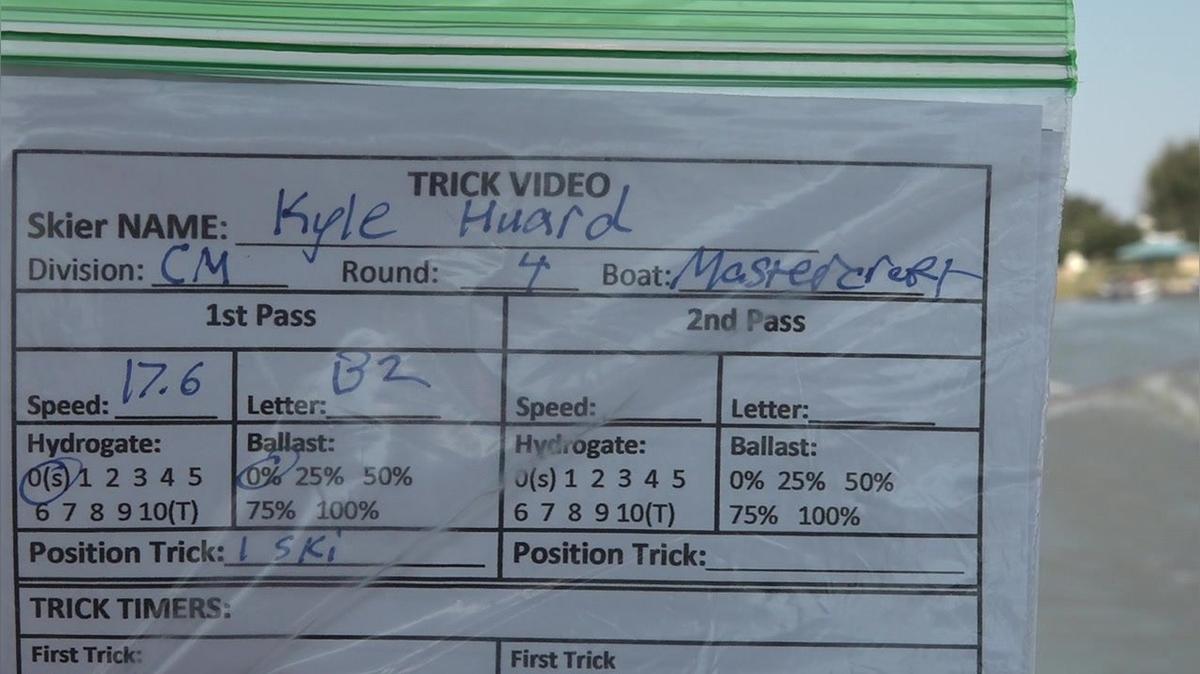 TRICK VIDEO
Skier NAME: Kyle Huard
Division: CM Round: 4 Boat: Mastercraft
1st Pass 2nd Pass
Speed: 17.6 Letter: B2 Speed: Letter:
Hydrogate: Ballast: Hydrogate: Ballast:
0(s) 1 2 3 4 5 0% 25% 50% 0(s) 1 2 3 4 5 0% 25% 50%
6 7 8 9 10(T) 75% 100% 6 7 8 9 10(T) 75% 100%
Position Trick: 1 Ski Position Trick:
TRICK TIMERS:
First Trick: First Trick